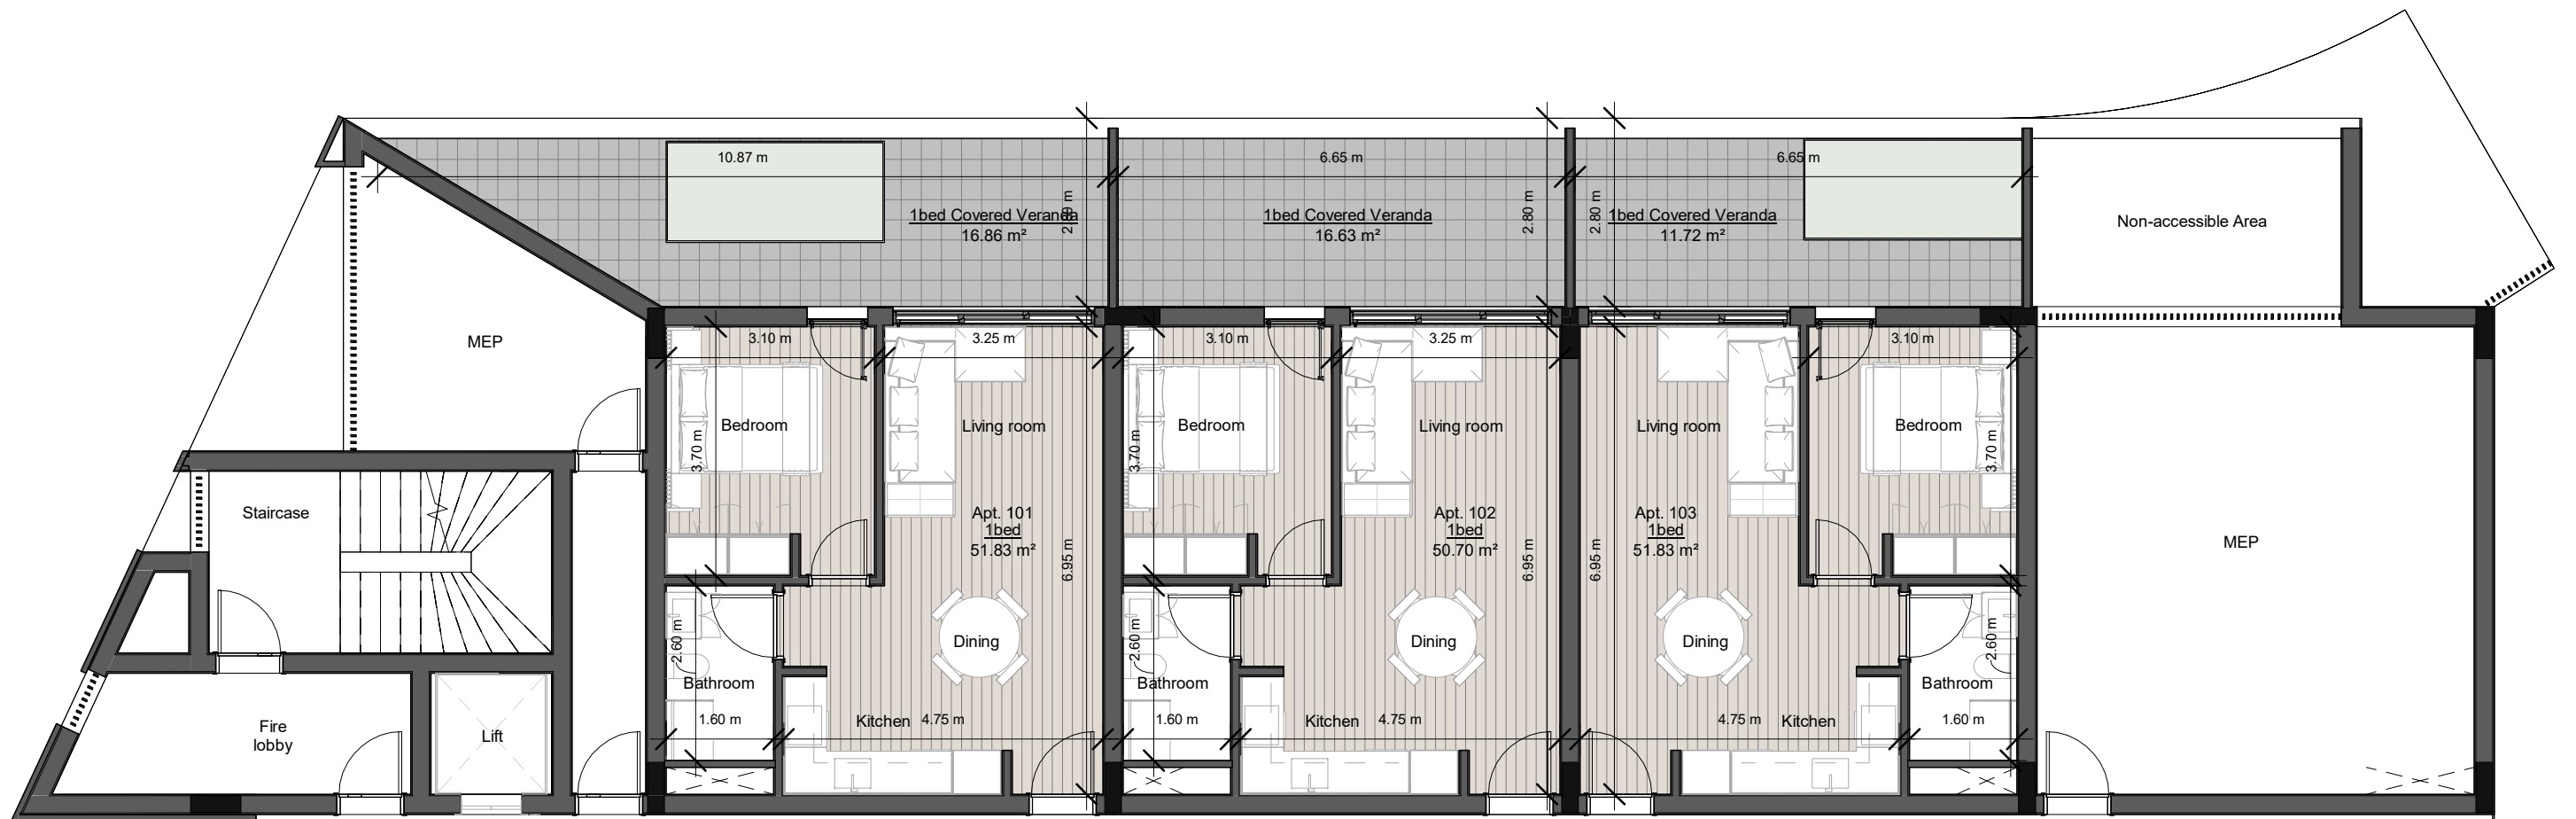 10.87 m
6.65 m
6.65 m
1bed Covered Veranda
16.86 m²
2.80 m
1bed Covered Veranda
16.63 m²
2.80 m
2.80 m
1bed Covered Veranda
11.72 m²
Non-accessible Area
MEP
3.10 m
3.25 m
3.10 m
3.25 m
3.10 m
Bedroom
Living room
Bedroom
Living room
Living room
Bedroom
3.70 m
3.70 m
3.70 m
Staircase
Apt. 101
1bed
51.83 m²
Apt. 102
1bed
50.70 m²
Apt. 103
1bed
51.83 m²
MEP
6.95 m
6.95 m
6.95 m
2.60 m
Dining
2.60 m
Dining
Dining
2.60 m
Bathroom
Bathroom
Bathroom
Fire
lobby
Lift
1.60 m
Kitchen
4.75 m
1.60 m
Kitchen
4.75 m
4.75 m
Kitchen
1.60 m